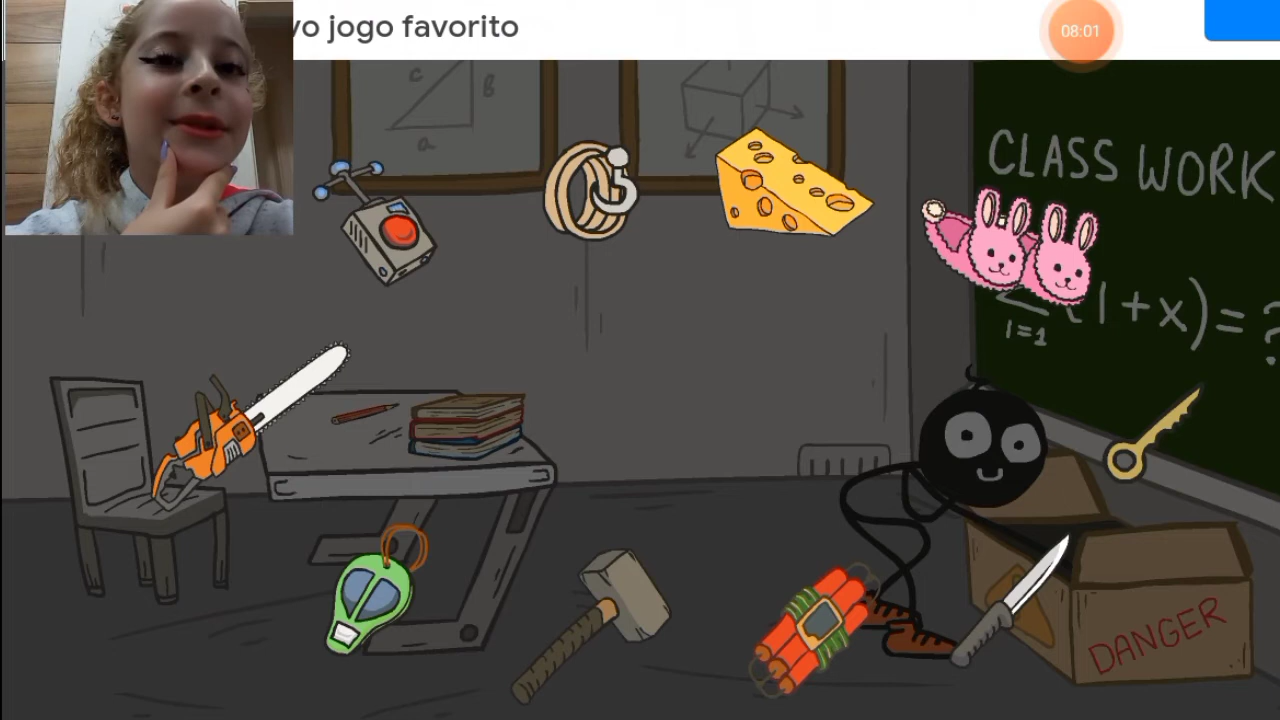 vo jogo favorito
08:01
c
b
a
CLASS WORK
(1+x)=?
i=1
DANGER